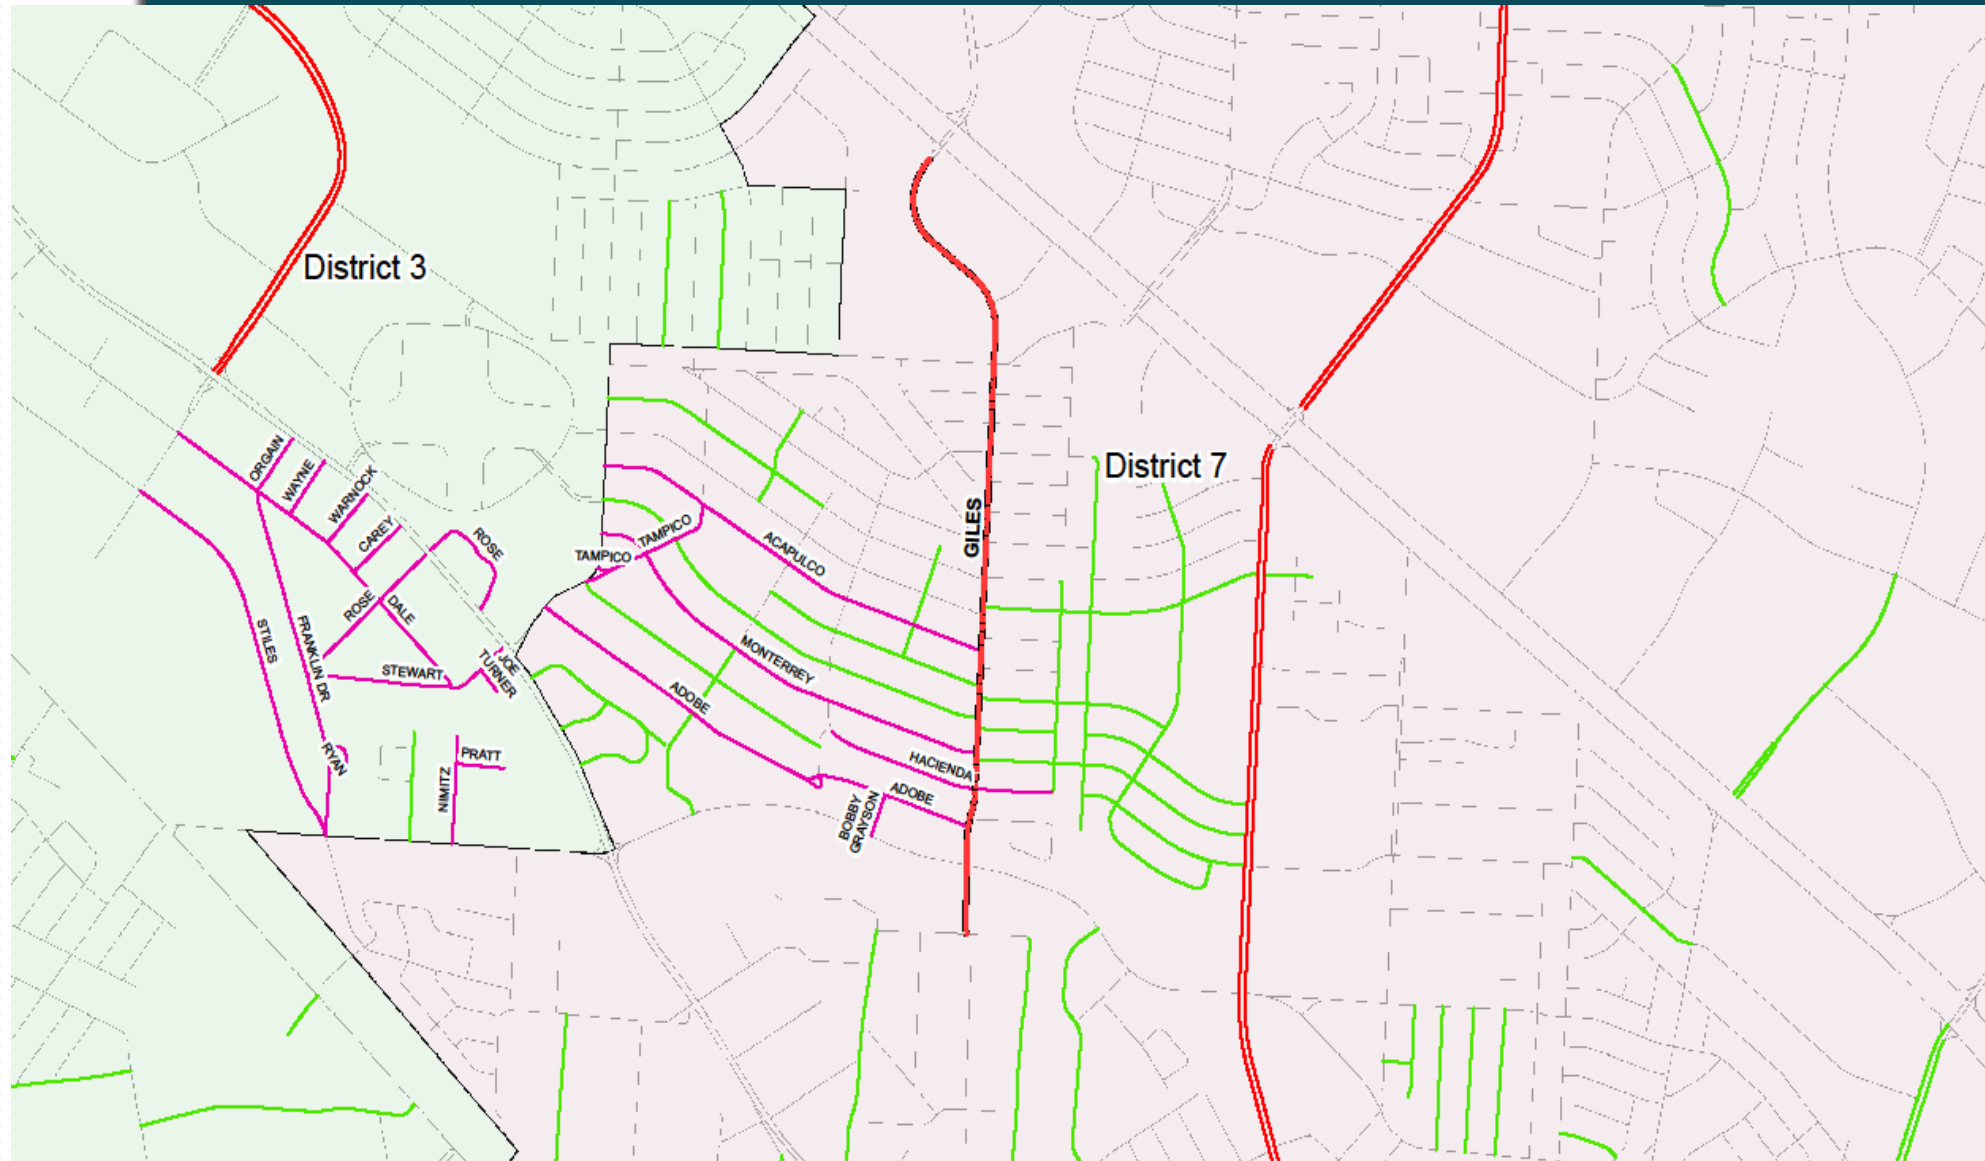 District 3
District 7
GILES
ORGAIN
WAYNE
WARNOCK
CAREY
ROSE
TAMPICO
TAMPICO
ACAPULCO
ROSE
DALE
STILES
FRANKLIN DR
STEWART
JOE
TURNER
MONTERREY
ADOBE
RYAN
PRATT
NIMITZ
HACIENDA
ADOBE
BOBBY
GRAYSON